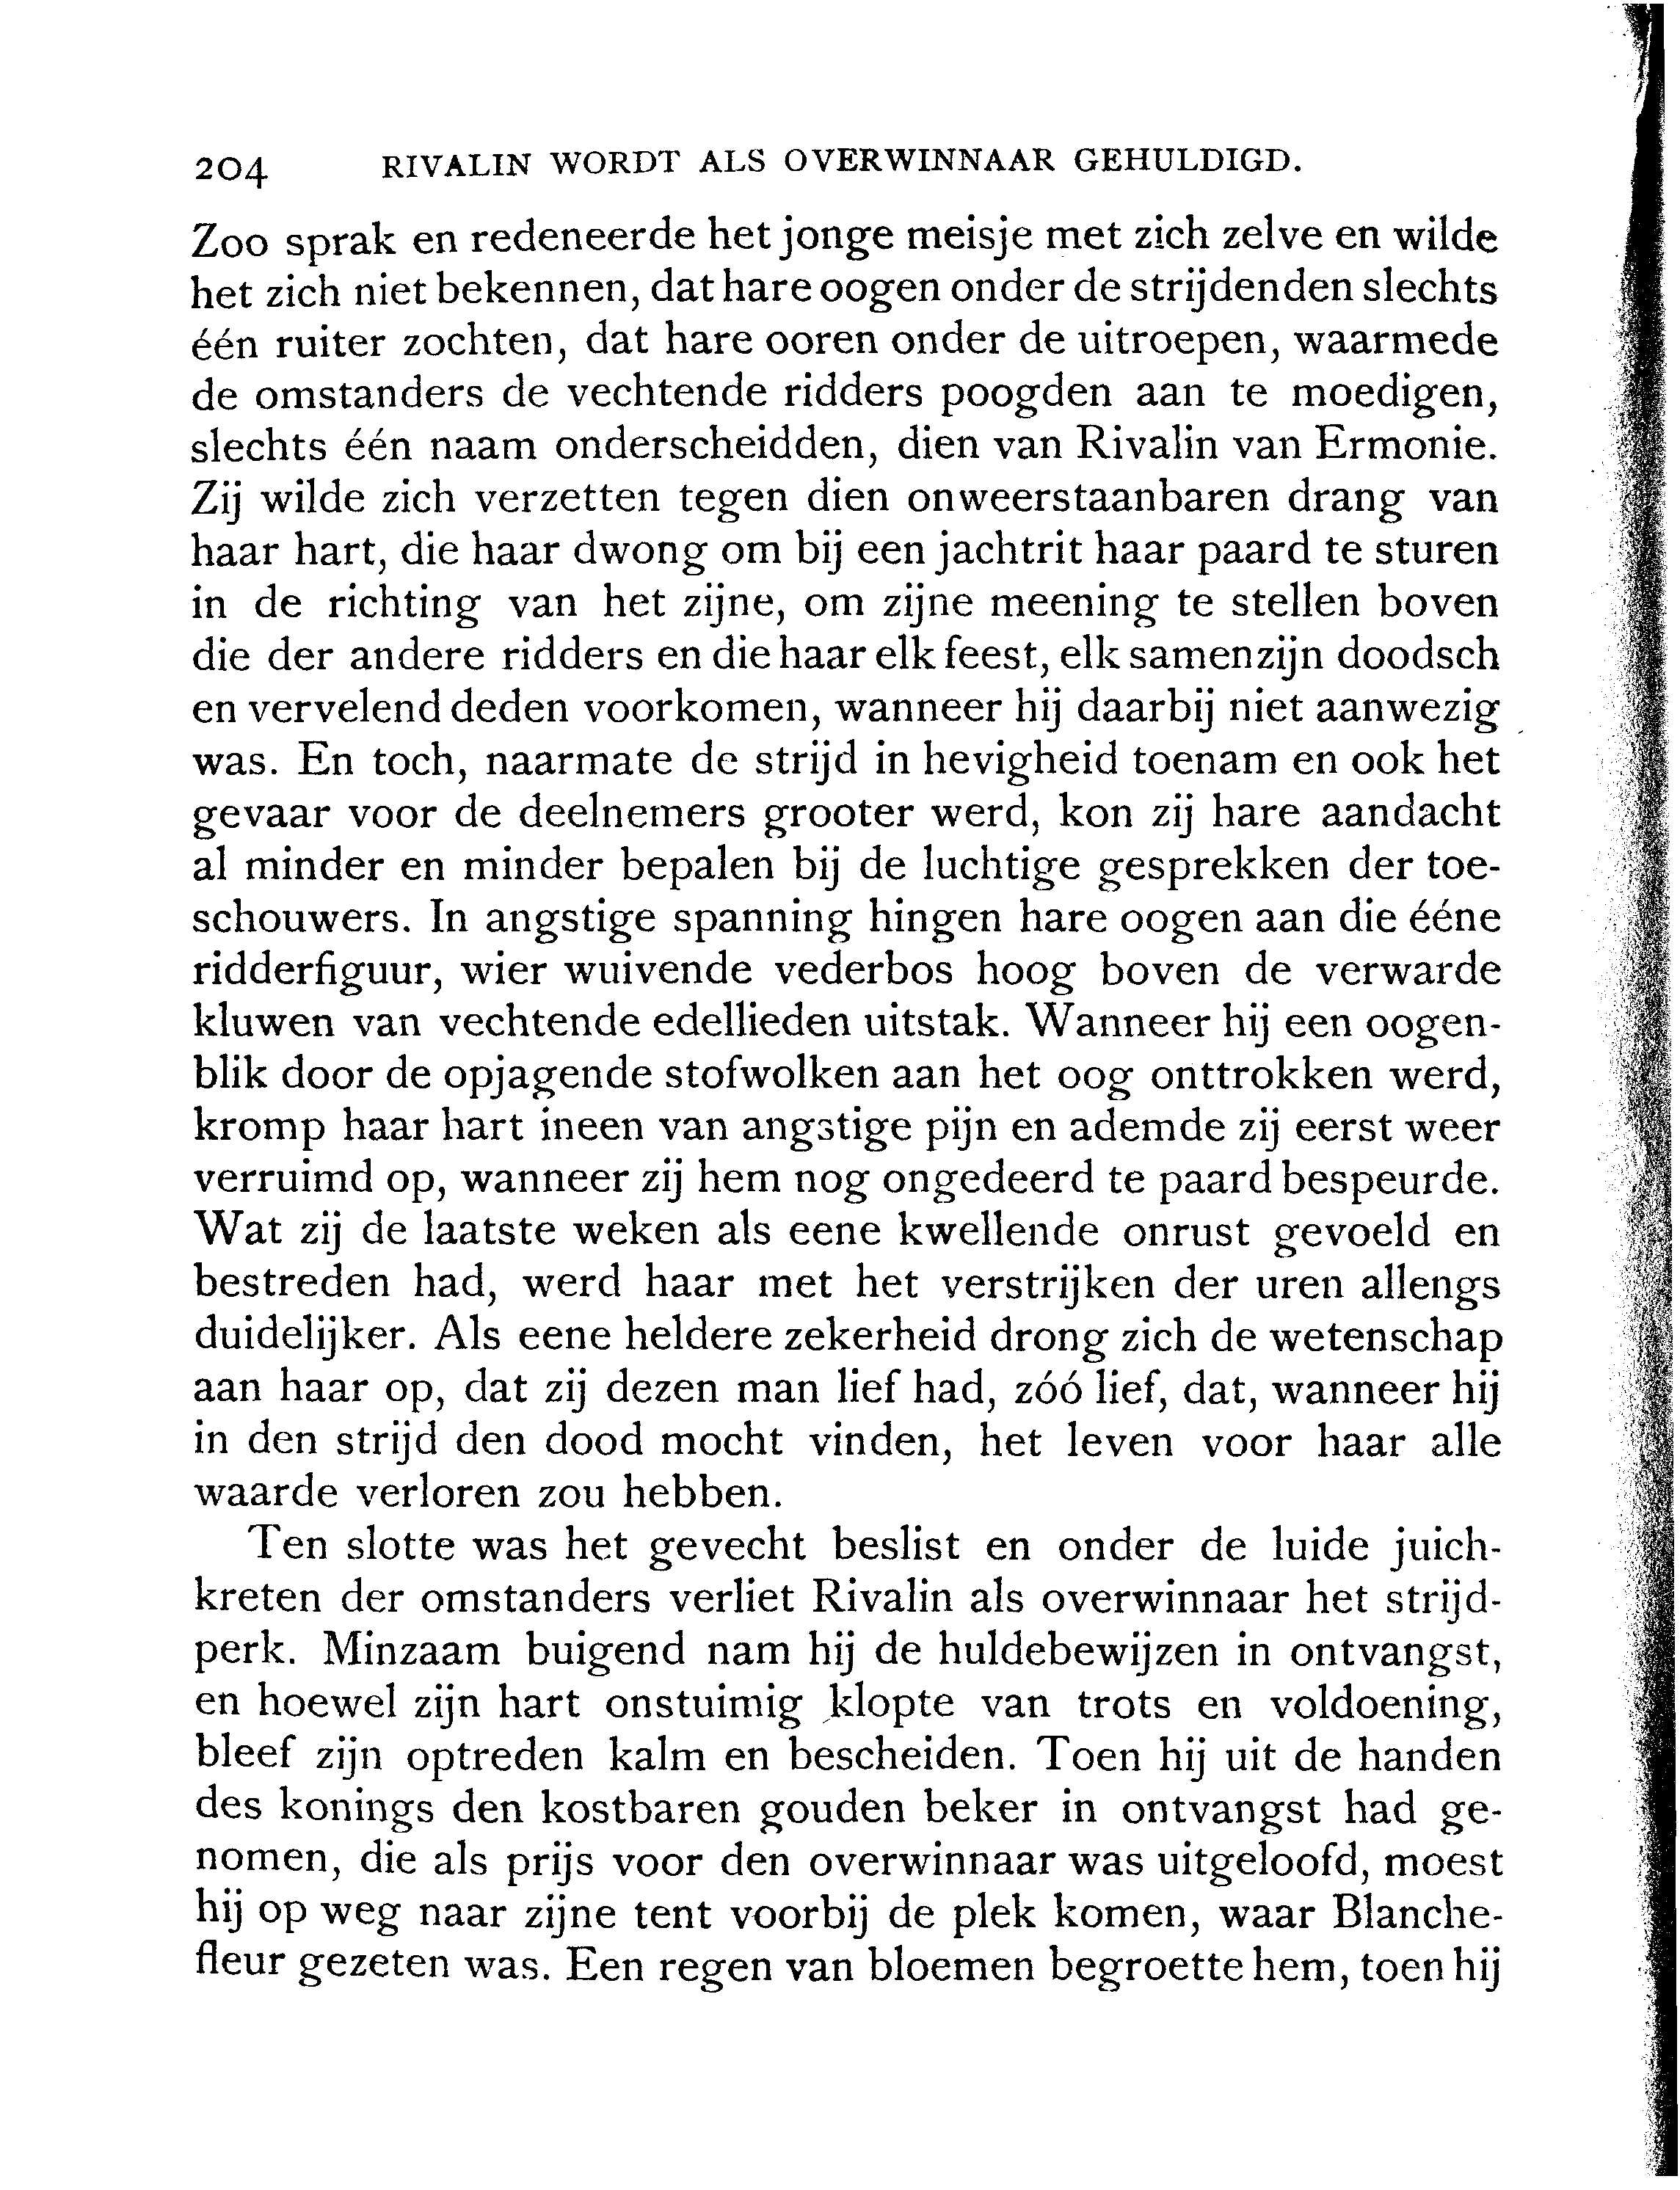 204 RIVALIN WORDT ALS OVERWINNAAR GEHULDIGD.
Zoo sprak en redeneerde het jonge meisje met zich zelve en wilde
het zich niet bekennen, dat hare oogen onder de strijdenden slechts
één ruiter zochten, dat hare ooren onder de uitroepen, waarmede
de omstanders de vechtende ridders poogden aan te moedigen,
slechts één naam onderscheidden, dien van Rivalin van Ermonie.
Zij wilde zich verzetten tegen dien onweerstaanbaren drang van
haar hart, die haar dwong om bij een jachtrit haar paard te sturen
in de richting van het zijne, om zijne meening te stellen boven
die der andere ridders en die haar elk feest, elk samenzijn doodsch
en vervelend deden voorkomen, wanneer hij daarbij niet aanwezig
was. En toch, naarmate de strijd in hevigheid toenam en ook het
gevaar voor de deelnemers grooter werd, kon zij hare aandacht
al minder en minder bepalen bij de luchtige gesprekken der toe-
schouwers. In angstige spanning hingen hare oogen aan die ééne
ridderfiguur, wier wuivende vederbos hoog boven de verwarde
kluwen van vechtende edellieden uitstak. Wanneer hij een oogen-
blik door de opjagende stofwolken aan het oog onttrokken werd,
kromp haar hart ineen van angstige pijn en ademde zij eerst weer
verruimd op, wanneer zij hem nog ongedeerd te paard bespeurde.
Wat zij de laatste weken als eene kwellende onrust gevoeld en
bestreden had, werd haar met het verstrijken der uren allengs
duidelijker. Als eene heldere zekerheid drong zich de wetenschap
aan haar op, dat zij dezen man lief had, zóó lief, dat, wanneer hij
in den strijd den dood mocht vinden, het leven voor haar alle
waarde verloren zou hebben.
Ten slotte was het gevecht beslist en onder de luide juich-
kreten der omstanders verliet Rivalin als overwinnaar het strijd-
perk. Minzaam buigend nam hij de huldebewijzen in ontvangst,
en hoewel zijn hart onstuimig klopte van trots en voldoening,
bleef zijn optreden kalm en bescheiden. Toen hij uit de handen
des konings den kostbaren gouden beker in ontvangst had ge-
nomen, die als prijs voor den overwinnaar was uitgeloofd, moest
hij op weg naar zijne tent voorbij de plek komen, waar Blanche-
fleur gezeten was. Een regen van bloemen begroette hem, toen hij